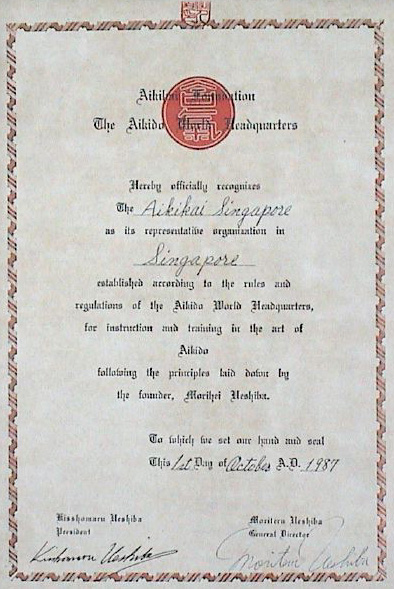 Aikikai Foundation
The Aikido World Headquarters
Hereby officially recognizes
The Aikikai Singapore
as its representative organization in
Singapore
established according to the rules and
regulations of the Aikido World Headquarters,
for instruction and training in the art of
Aikido
following the principles laid down by
the founder, Morihei Ueshiba.
To which we set our hand and seal
This 1st Day of October A.D. 1987
Kisshomaru Ueshiba
President
Kisshomaru Ueshiba
Moriteru Ueshiba
General Director
Moriteru Ueshiba